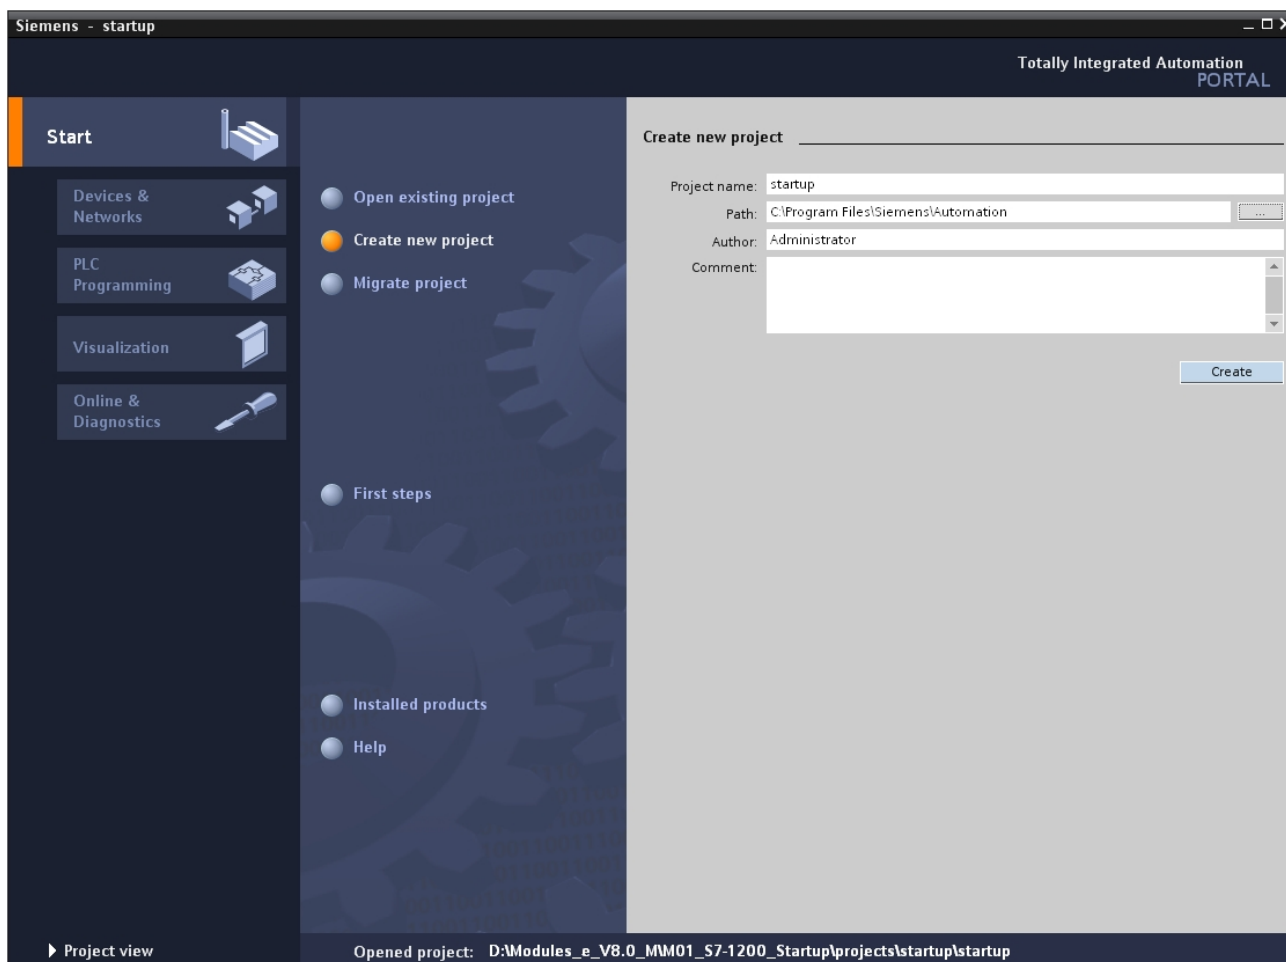 Siemens - startup
Totally Integrated Automation
PORTAL
Start
Devices &
Networks
PLC
Programming
Visualization
Online &
Diagnostics
Project view
Open existing project
Create new project
Migrate project
First steps
Installed products
Help
Create new project
Project name: startup
Path: C:\Program Files\Siemens\Automation ...
Author: Administrator
Comment:
Create
Opened project: D:\Modules_e_V8.0_M\M01_S7-1200_Startup\projects\startup\startup